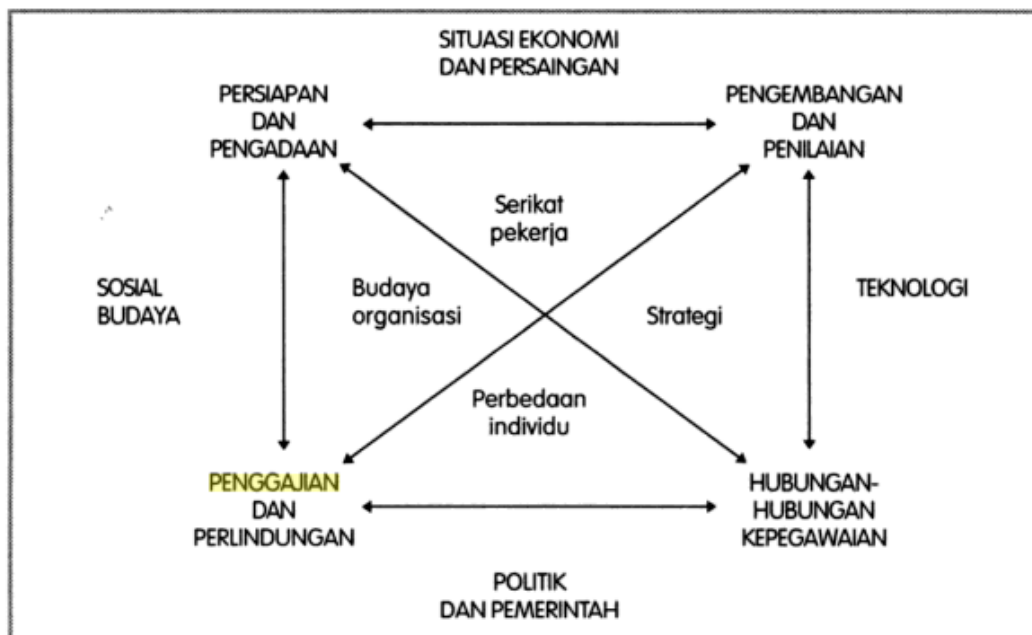 SITUASI EKONOMI
DAN PERSAINGAN
PERSIAPAN
DAN
PENGADAAN
PENGEMBANGAN
DAN
PENILAIAN
Serikat
pekerja
SOSIAL
BUDAYA
Budaya
organisasi
Strategi
TEKNOLOGI
Perbedaan
individu
PENGGAJIAN
DAN
PERLINDUNGAN
HUBUNGAN-
HUBUNGAN
KEPEGAWAIAN
POLITIK
DAN PEMERINTAH